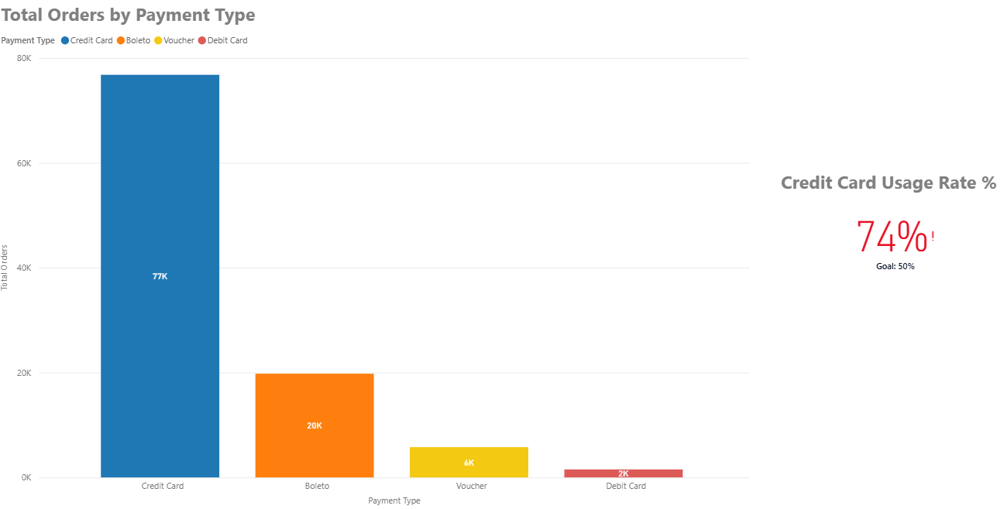 Total Orders by Payment Type
Payment Type Credit Card Boleto Voucher Debit Card
80K
60K
40K
20K
0K
Total Orders
77K
20K
6K
2K
Credit Card Boleto Voucher Debit Card
Payment Type
Credit Card Usage Rate %
74%!
Goal: 50%